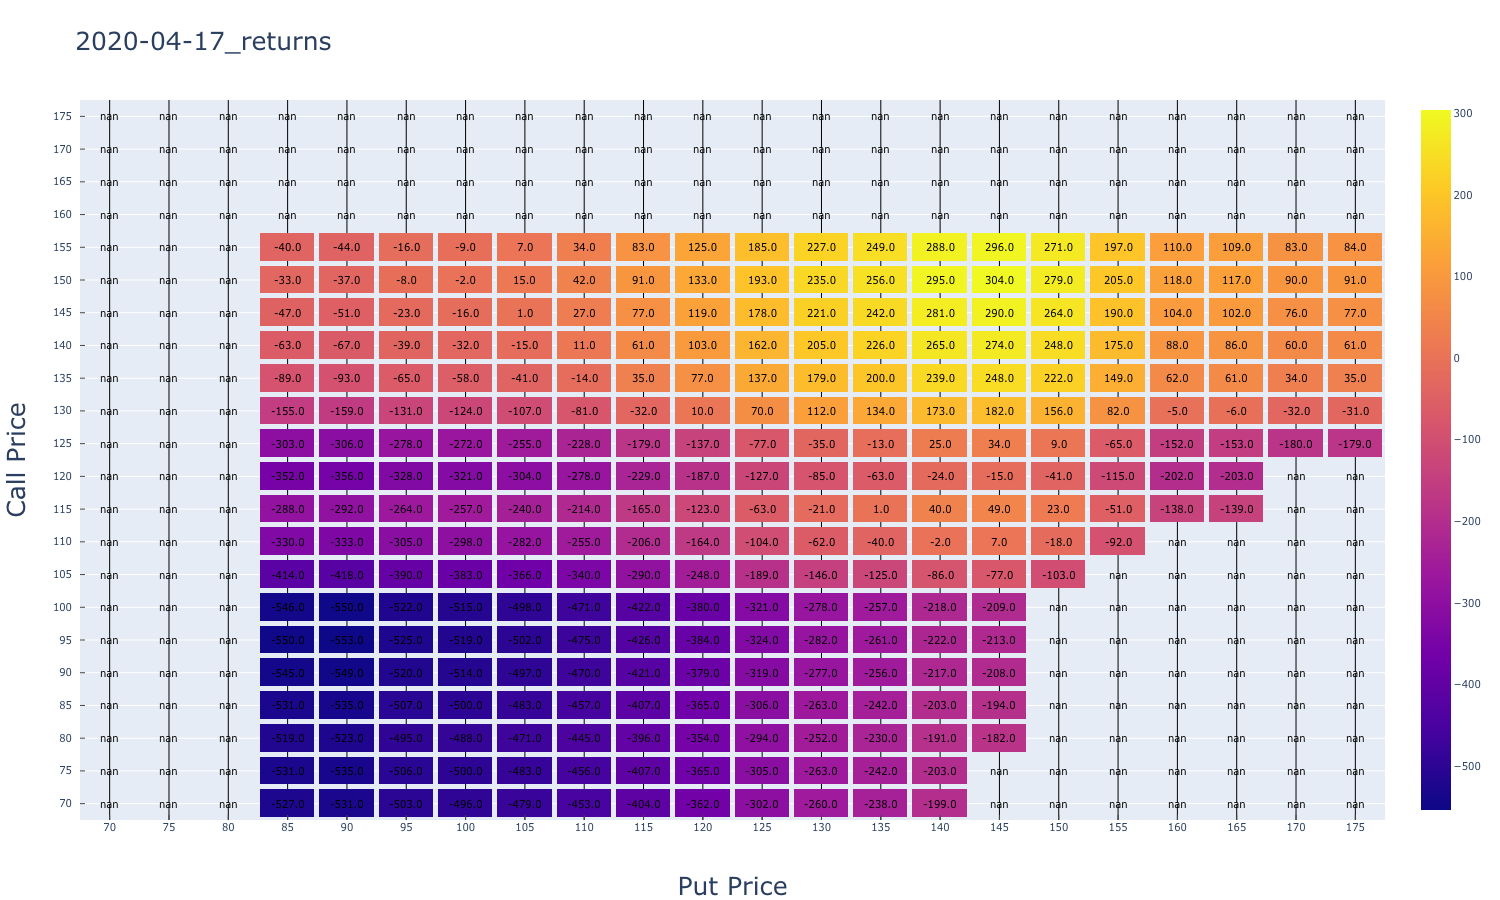 2020-04-17_returns
175 nan nan nan nan nan nan nan nan nan nan nan nan nan nan nan nan nan nan nan nan nan nan 300
170 nan nan nan nan nan nan nan nan nan nan nan nan nan nan nan nan nan nan nan nan nan nan
165 nan nan nan nan nan nan nan nan nan nan nan nan nan nan nan nan nan nan nan nan nan nan
160 nan nan nan nan nan nan nan nan nan nan nan nan nan nan nan nan nan nan nan nan nan nan 200
155 nan nan nan -40.0 -44.0 -16.0 -9.0 7.0 34.0 83.0 125.0 185.0 227.0 249.0 288.0 296.0 271.0 197.0 110.0 109.0 83.0 84.0
150 nan nan nan -33.0 -37.0 -8.0 -2.0 15.0 42.0 91.0 133.0 193.0 235.0 256.0 295.0 304.0 279.0 205.0 118.0 117.0 90.0 91.0 100
145 nan nan nan -47.0 -51.0 -23.0 -16.0 1.0 27.0 77.0 119.0 178.0 221.0 242.0 281.0 290.0 264.0 190.0 104.0 102.0 76.0 77.0
140 nan nan nan -63.0 -67.0 -39.0 -32.0 -15.0 11.0 61.0 103.0 162.0 205.0 226.0 265.0 274.0 248.0 175.0 88.0 86.0 60.0 61.0 0
135 nan nan nan -89.0 -93.0 -65.0 -58.0 -41.0 -14.0 35.0 77.0 137.0 179.0 200.0 239.0 248.0 222.0 149.0 62.0 61.0 34.0 35.0
130 nan nan nan -155.0 -159.0 -131.0 -124.0 -107.0 -81.0 -32.0 10.0 70.0 112.0 134.0 173.0 182.0 156.0 82.0 -5.0 -6.0 -32.0 -31.0
125 nan nan nan -303.0 -306.0 -278.0 -272.0 -255.0 -228.0 -179.0 -137.0 -77.0 -35.0 -13.0 25.0 34.0 9.0 -65.0 -152.0 -153.0 -180.0 -179.0 −100
120 nan nan nan -352.0 -356.0 -328.0 -321.0 -304.0 -278.0 -229.0 -187.0 -127.0 -85.0 -63.0 -24.0 -15.0 -41.0 -115.0 -202.0 -203.0 nan nan
115 nan nan nan -288.0 -292.0 -264.0 -257.0 -240.0 -214.0 -165.0 -123.0 -63.0 -21.0 1.0 40.0 49.0 23.0 -51.0 -138.0 -139.0 nan nan −200
110 nan nan nan -330.0 -333.0 -305.0 -298.0 -282.0 -255.0 -206.0 -164.0 -104.0 -62.0 -40.0 -2.0 7.0 -18.0 -92.0 nan nan nan nan
105 nan nan nan -414.0 -418.0 -390.0 -383.0 -366.0 -340.0 -290.0 -248.0 -189.0 -146.0 -125.0 -86.0 -77.0 -103.0 nan nan nan nan nan
100 nan nan nan -546.0 -550.0 -522.0 -515.0 -498.0 -471.0 -422.0 -380.0 -321.0 -278.0 -257.0 -218.0 -209.0 nan nan nan nan nan nan −300
95 nan nan nan -550.0 -553.0 -525.0 -519.0 -502.0 -475.0 -426.0 -384.0 -324.0 -282.0 -261.0 -222.0 -213.0 nan nan nan nan nan nan
90 nan nan nan -545.0 -549.0 -520.0 -514.0 -497.0 -470.0 -421.0 -379.0 -319.0 -277.0 -256.0 -217.0 -208.0 nan nan nan nan nan nan −400
85 nan nan nan -531.0 -535.0 -507.0 -500.0 -483.0 -457.0 -407.0 -365.0 -306.0 -263.0 -242.0 -203.0 -194.0 nan nan nan nan nan nan
80 nan nan nan -519.0 -523.0 -495.0 -488.0 -471.0 -445.0 -396.0 -354.0 -294.0 -252.0 -230.0 -191.0 -182.0 nan nan nan nan nan nan
75 nan nan nan -531.0 -535.0 -506.0 -500.0 -483.0 -456.0 -407.0 -365.0 -305.0 -263.0 -242.0 -203.0 nan nan nan nan nan nan nan −500
70 nan nan nan -527.0 -531.0 -503.0 -496.0 -479.0 -453.0 -404.0 -362.0 -302.0 -260.0 -238.0 -199.0 nan nan nan nan nan nan nan
70 75 80 85 90 95 100 105 110 115 120 125 130 135 140 145 150 155 160 165 170 175
Put Price
Call Price